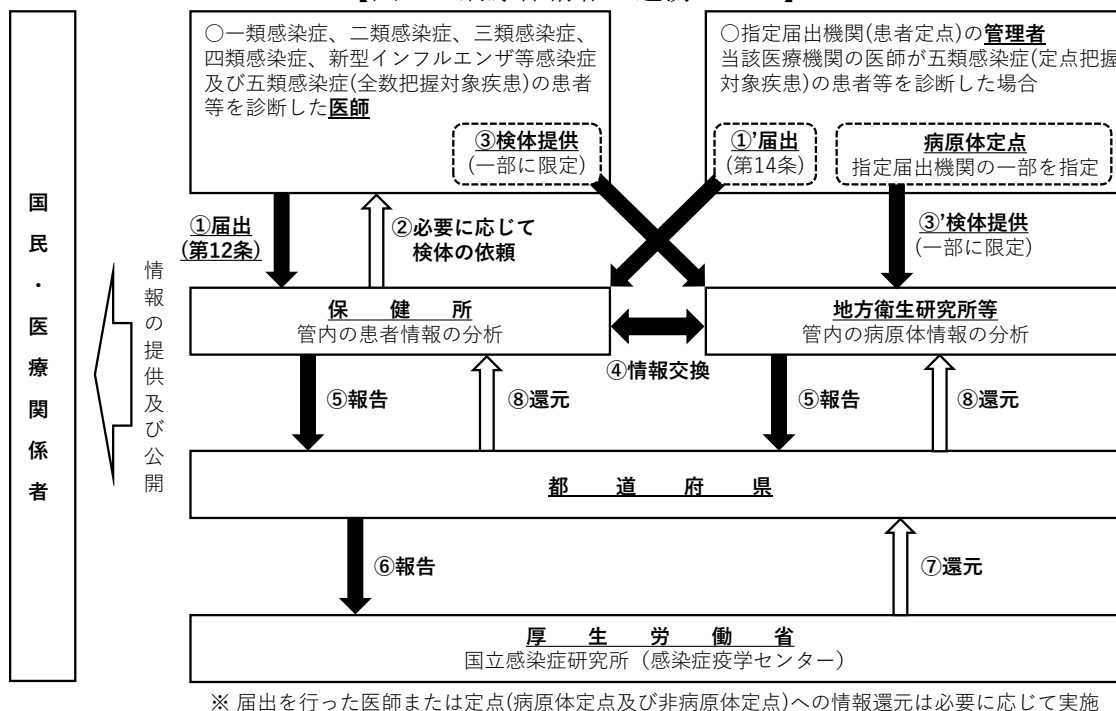 ○一類感染症、二類感染症、三類感染症、
四類感染症、新型インフルエンザ等感染症
及び五類感染症(全数把握対象疾患)の患者
等を診断した医師
○指定届出機関(患者定点)の管理者
当該医療機関の医師が五類感染症(定点把握
対象疾患)の患者等を診断した場合
③検体提供
(一部に限定)
①’届出
(第14条)
病原体定点
指定届出機関の一部を指定
①届出
(第12条)
②必要に応じて
検体の依頼
③’検体提供
(一部に限定)
国民・医療関係者
情報の提供及び公開
保健所
管内の患者情報の分析
④情報交換
地方衛生研究所等
管内の病原体情報の分析
⑤報告
⑧還元
⑤報告
⑧還元
都道府県
⑥報告
⑦還元
厚生労働省
国立感染症研究所（感染症疫学センター）
※ 届出を行った医師または定点(病原体定点及び非病原体定点)への情報還元は必要に応じて実施